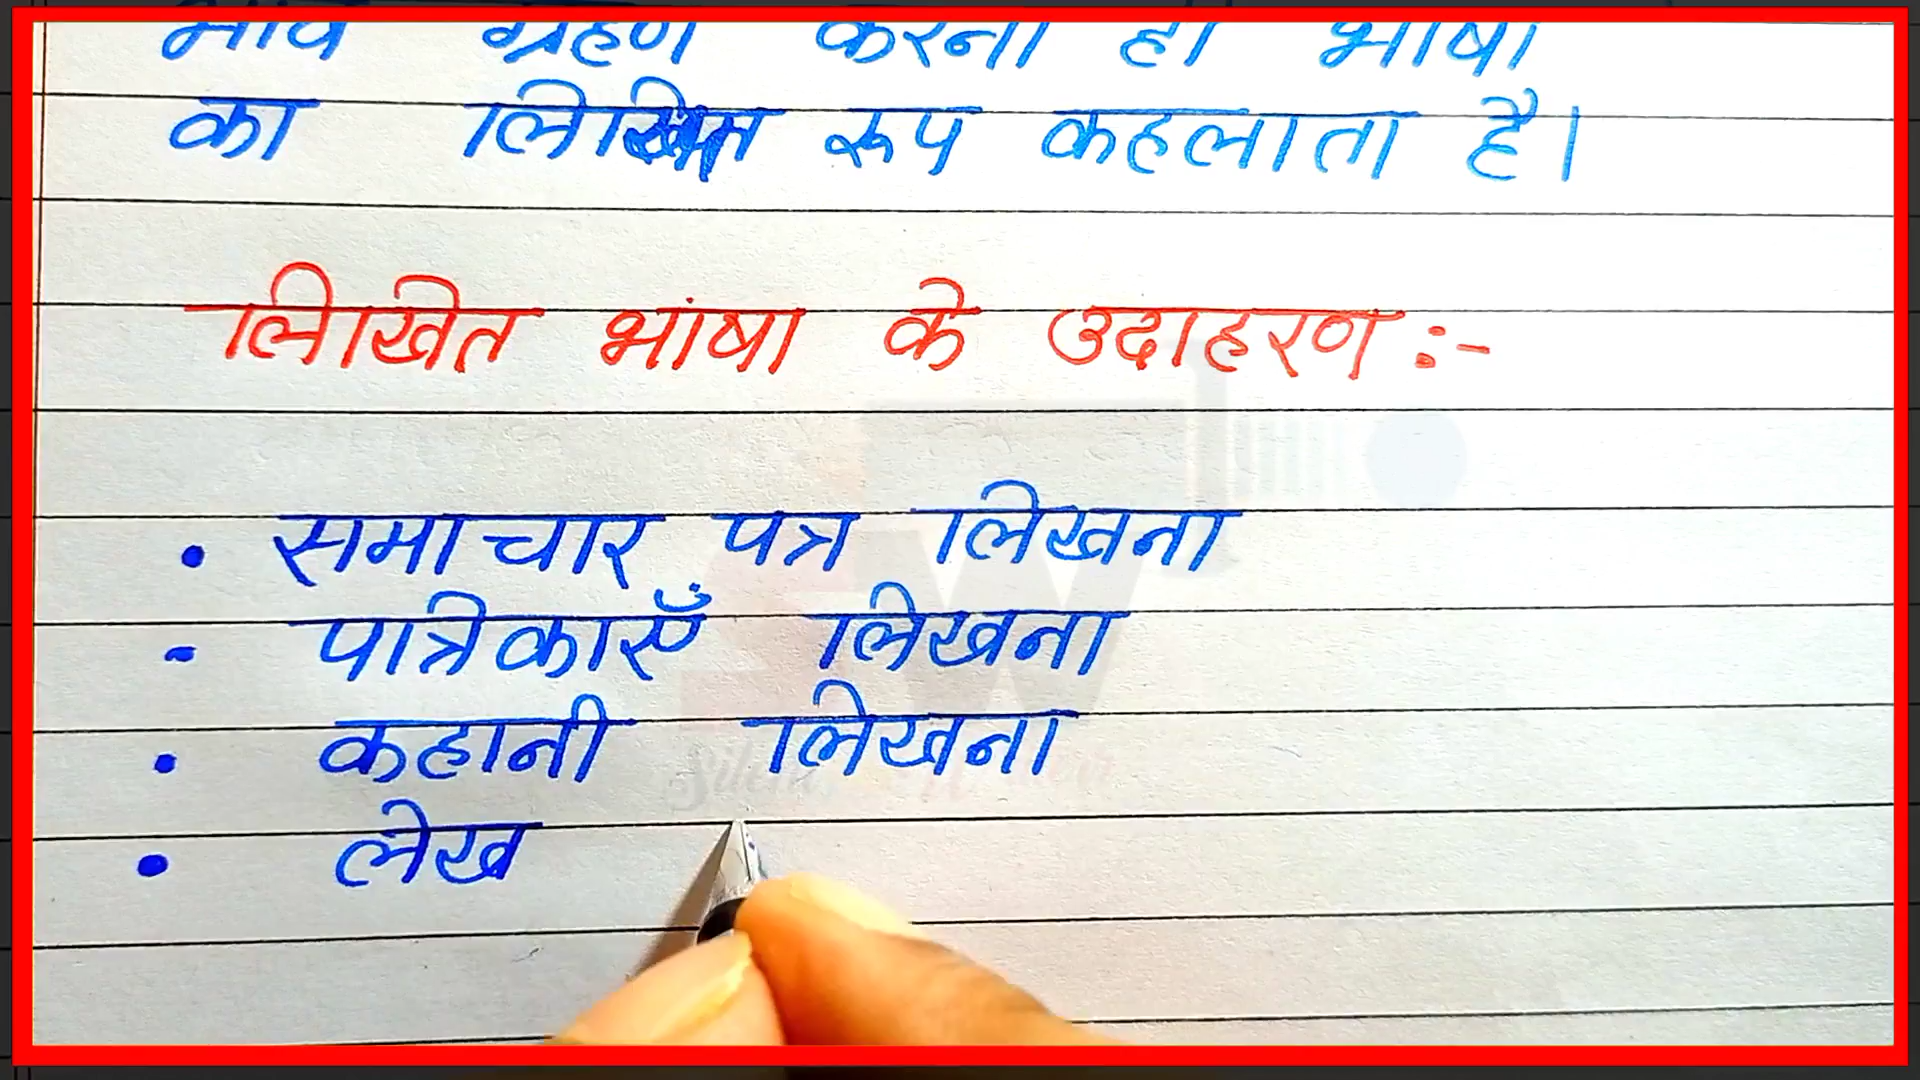 भाव ग्रहण करना ही भाषा
का लिखित रूप कहलाता है।
लिखित भाषा के उदाहरण :-
• समाचार पत्र लिखना
- पत्रिकाएँ लिखना
• कहानी लिखना
• लेख